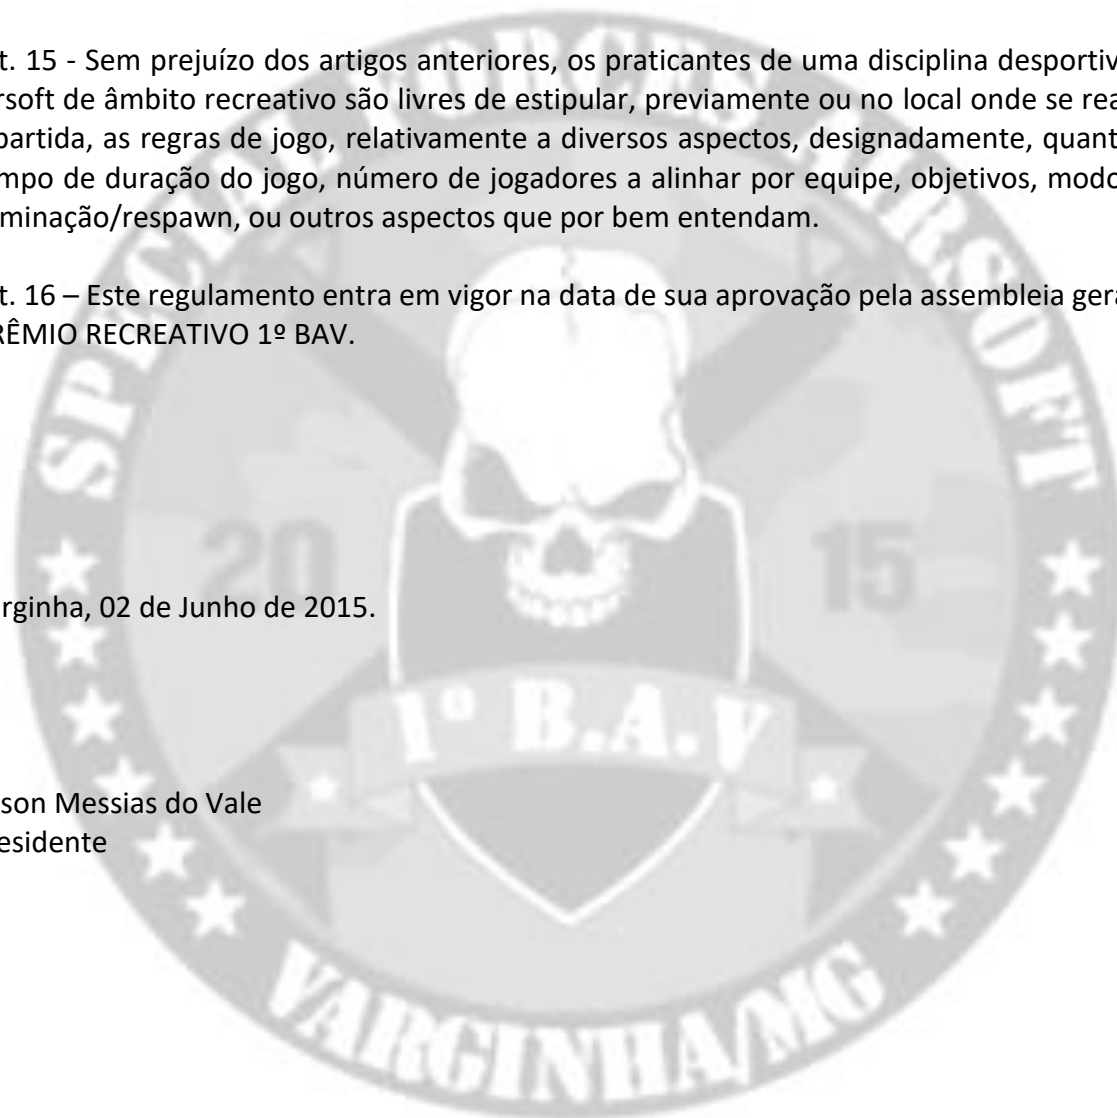 t. 15 - Sem prejuízo dos artigos anteriores, os praticantes de uma disciplina desportiv
rsoft de âmbito recreativo são livres de estipular, previamente ou no local onde se rea
partida, as regras de jogo, relativamente a diversos aspectos, designadamente, quant
mpo de duração do jogo, número de jogadores a alinhar por equipe, objetivos, modo
minação/respawn, ou outros aspectos que por bem entendam.
t. 16 – Este regulamento entra em vigor na data de sua aprovação pela assembleia gera
RÊMIO RECREATIVO 1º BAV.
rginha, 02 de Junho de 2015.
son Messias do Vale
esidente
SPECIAL FORCES AIRSOFT
20 15
1º B.A.V
VARGINHA/MG